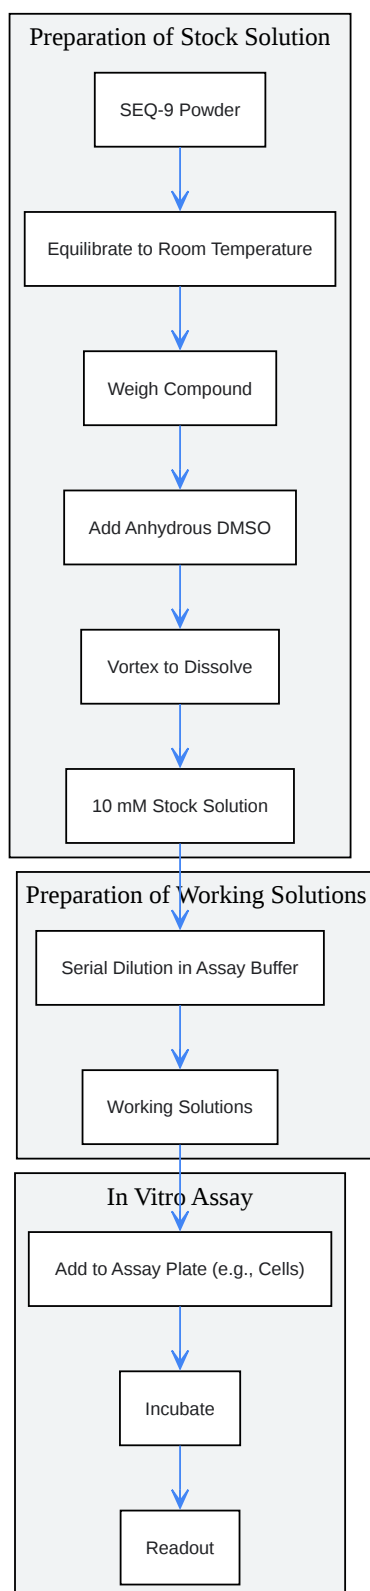 Preparation of Stock Solution
SEQ-9 Powder
Equilibrate to Room Temperature
Weigh Compound
Add Anhydrous DMSO
Vortex to Dissolve
10 mM Stock Solution
Preparation of Working Solutions
Serial Dilution in Assay Buffer
Working Solutions
In Vitro Assay
Add to Assay Plate (e.g., Cells)
Incubate
Readout